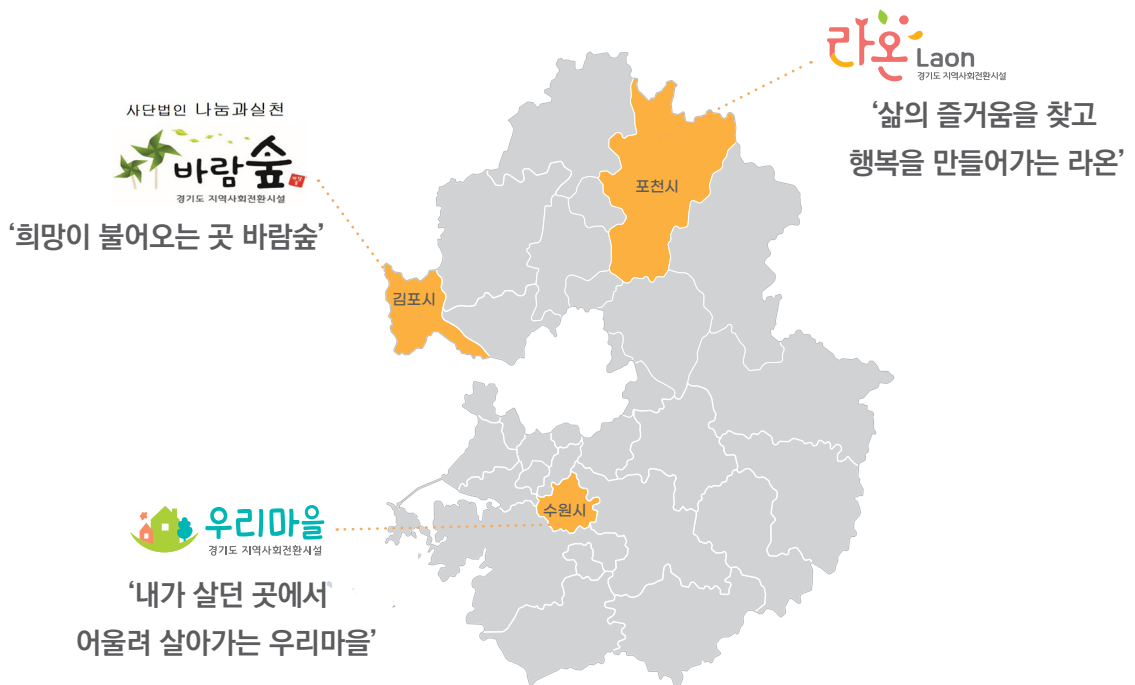 라온 Laon
경기도 지역사회전환시설
‘삶의 즐거움을 찾고
행복을 만들어가는 라온’
사단법인 나눔과실천
바람숲
경기도 지역사회전환시설
‘희망이 불어오는 곳 바람숲’
포천시
김포시
수원시
우리마을
경기도 지역사회전환시설
‘내가 살던 곳에서
어울려 살아가는 우리마을’